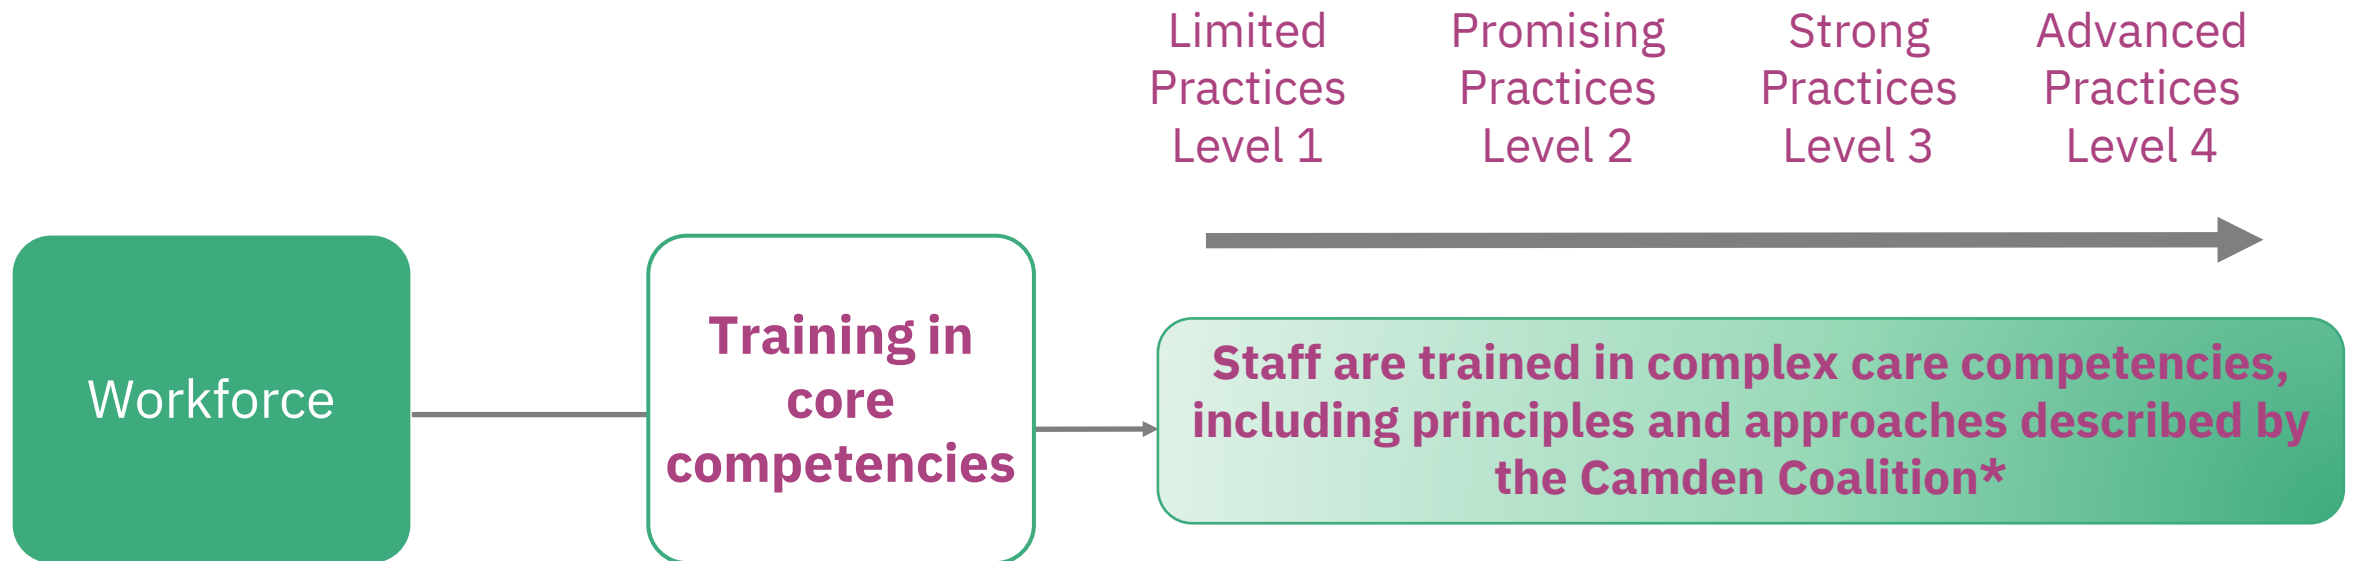 Limited
Practices
Level 1
Promising
Practices
Level 2
Strong
Practices
Level 3
Advanced
Practices
Level 4
Workforce
Training in
core
competencies
Staff are trained in complex care competencies,
including principles and approaches described by
the Camden Coalition*